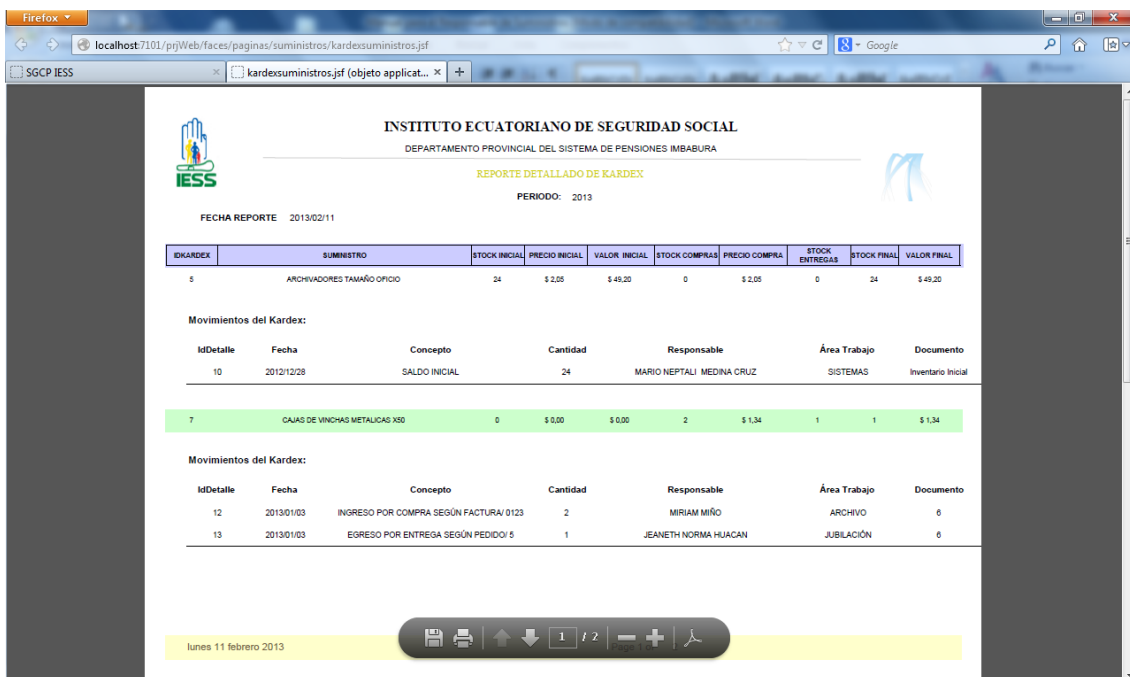 Firefox
localhost:7101/prjWeb/faces/paginas/suministros/kardexsuministros.jsf
Google
SGCP IESS
kardexsuministros.jsf (objeto applicat...
INSTITUTO ECUATORIANO DE SEGURIDAD SOCIAL
DEPARTAMENTO PROVINCIAL DEL SISTEMA DE PENSIONES IMBABURA
IESS
REPORTE DETALLADO DE KARDEX
PERIODO: 2013
FECHA REPORTE 2013/02/11
IDKARDEX SUMINISTRO STOCK INICIAL PRECIO INICIAL VALOR INICIAL STOCK COMPRAS PRECIO COMPRA STOCK ENTREGAS STOCK FINAL VALOR FINAL
5 ARCHIVADORES TAMAÑO OFICIO 24 $ 2,05 $ 49,20 0 $ 2,05 0 24 $ 49,20
Movimientos del Kardex:
IdDetalle Fecha Concepto Cantidad Responsable Área Trabajo Documento
10 2012/12/28 SALDO INICIAL 24 MARIO NEPTALI MEDINA CRUZ SISTEMAS Inventario Inicial
7 CAJAS DE VINCHAS METALICAS X50 0 $ 0,00 $ 0,00 2 $ 1,34 1 1 $ 1,34
Movimientos del Kardex:
IdDetalle Fecha Concepto Cantidad Responsable Área Trabajo Documento
12 2013/01/03 INGRESO POR COMPRA SEGÚN FACTURA/ 0123 2 MIRIAM MIÑO ARCHIVO 6
13 2013/01/03 EGRESO POR ENTREGA SEGÚN PEDIDO/ 5 1 JEANETH NORMA HUACAN JUBILACIÓN 6
1 / 2
lunes 11 febrero 2013